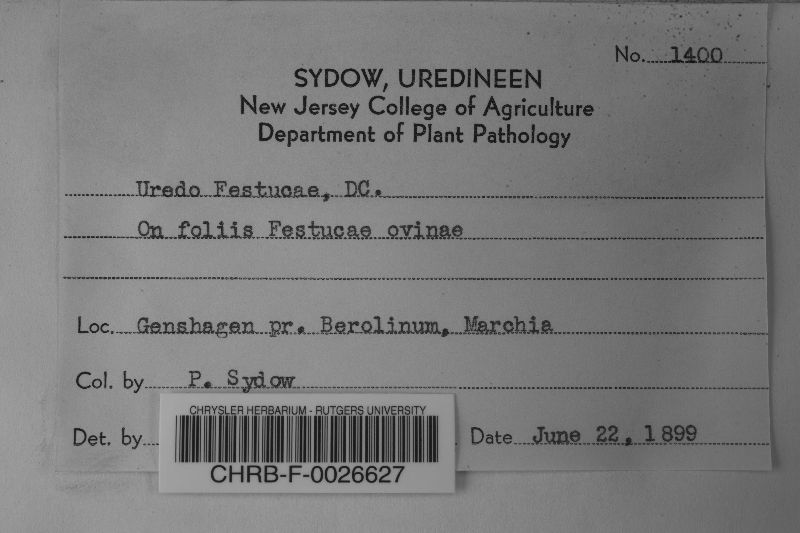 No. 1400
SYDOW, UREDINEEN
New Jersey College of Agriculture
Department of Plant Pathology
Uredo Festucae, DC.
On foliis Festucae ovinae
Loc. Genshagen pr. Berolinum, Marchia
Col. by P. Sydow
Det. by Date June 22, 1899
CHRYSLER HERBARIUM - RUTGERS UNIVERSITY
CHRB-F-0026627